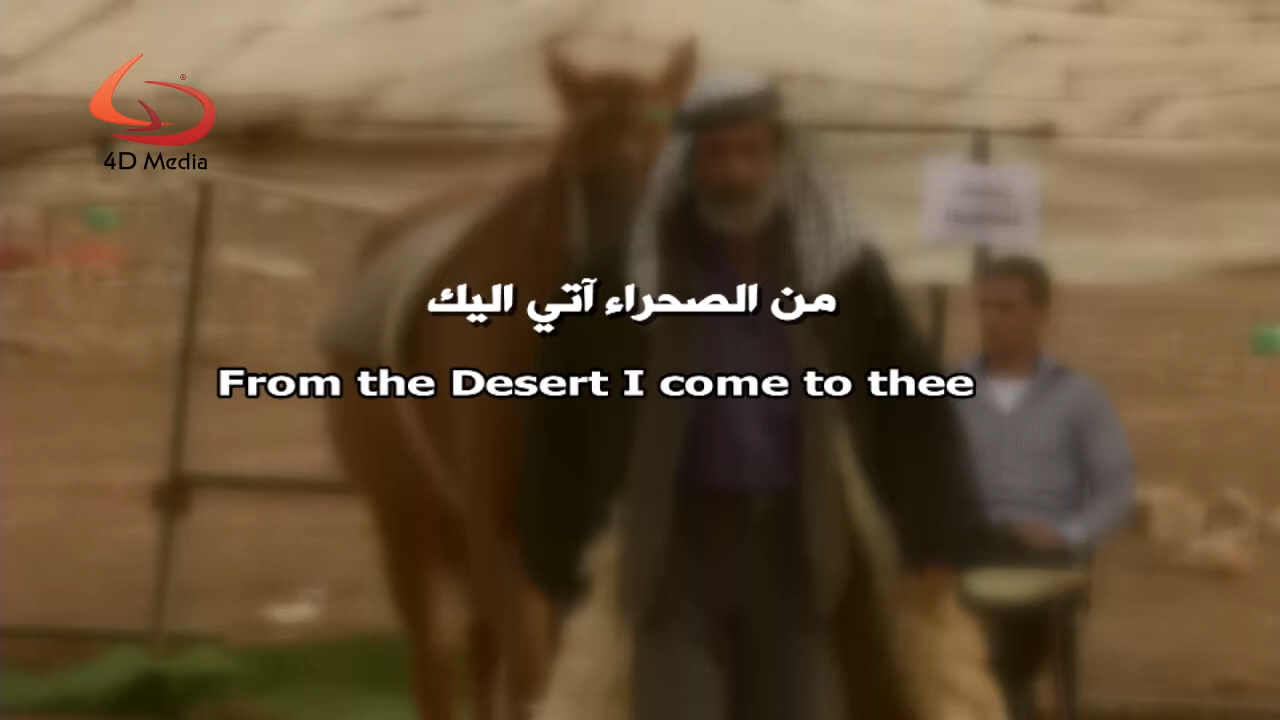 4D Media
من الصحراء آتي اليك
From the Desert I come to thee